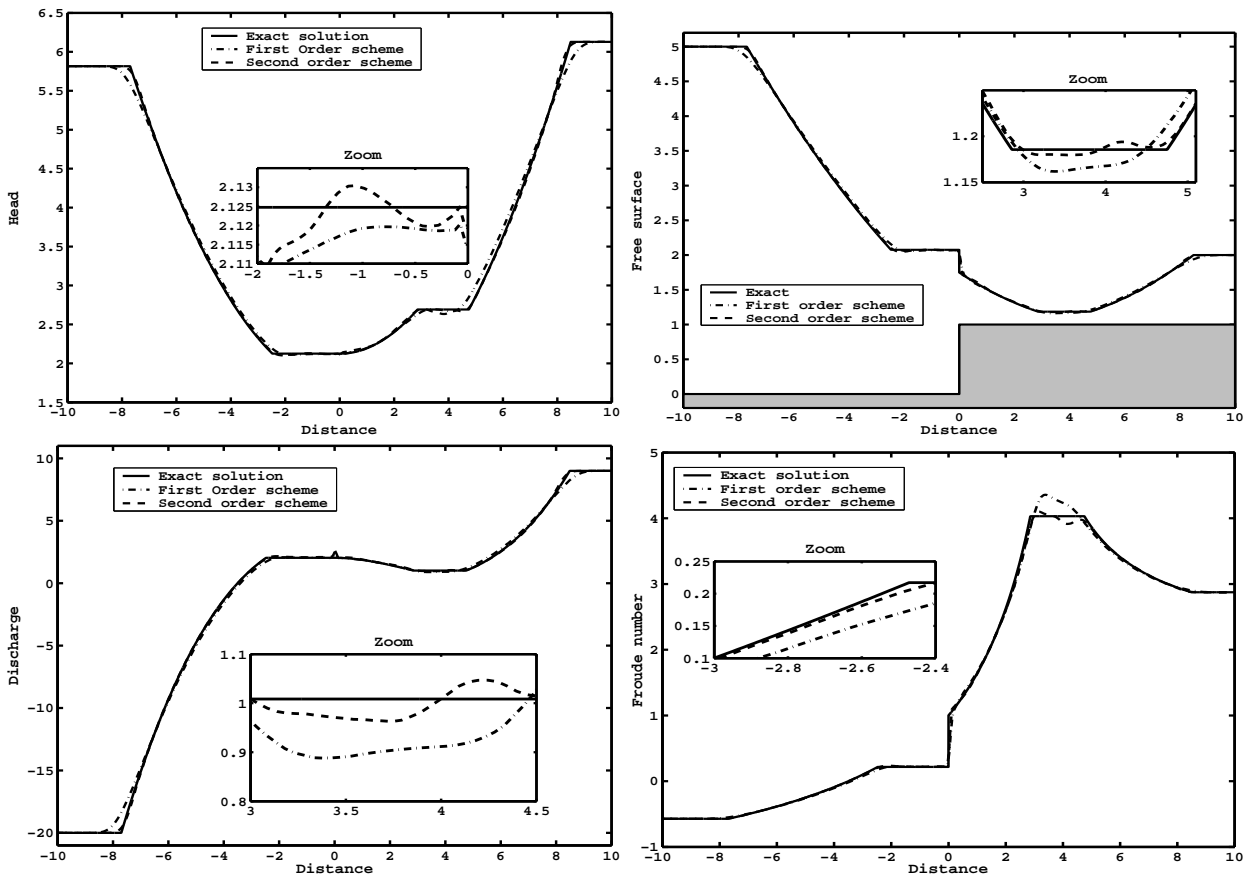 6.5
6
5.5
5
4.5
4
3.5
3
2.5
2
1.5
-10 -8 -6 -4 -2 0 2 4 6 8 10
Head
Distance
Exact solution
First Order scheme
Second order scheme
Zoom
2.13
2.125
2.12
2.115
2.11
-2 -1.5 -1 -0.5 0
5
4.5
4
3.5
3
2.5
2
1.5
1
0.5
0
-10 -8 -6 -4 -2 0 2 4 6 8 10
Free surface
Distance
Zoom
1.2
1.15
3 4 5
Exact
First order scheme
Second order scheme
10
5
0
-5
-10
-15
-20
-10 -8 -6 -4 -2 0 2 4 6 8 10
Discharge
Distance
Exact solution
First Order scheme
Second order scheme
Zoom
1.1
1
0.9
0.8
3 3.5 4 4.5
5
4
3
2
1
0
-1
-10 -8 -6 -4 -2 0 2 4 6 8 10
Froude number
Distance
Exact solution
First order scheme
Second order scheme
Zoom
0.25
0.2
0.15
0.1
-3 -2.8 -2.6 -2.4